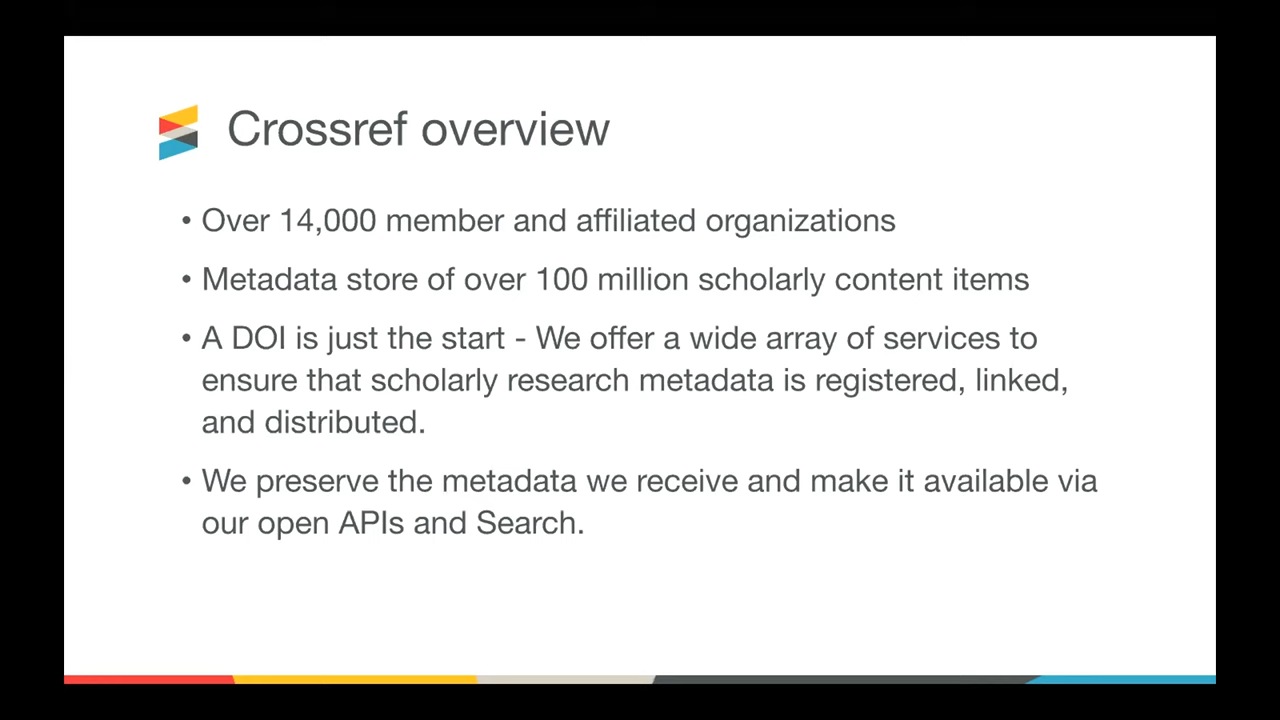 Crossref overview
• Over 14,000 member and affiliated organizations
• Metadata store of over 100 million scholarly content items
• A DOI is just the start - We offer a wide array of services to
ensure that scholarly research metadata is registered, linked,
and distributed.
• We preserve the metadata we receive and make it available via
our open APIs and Search.